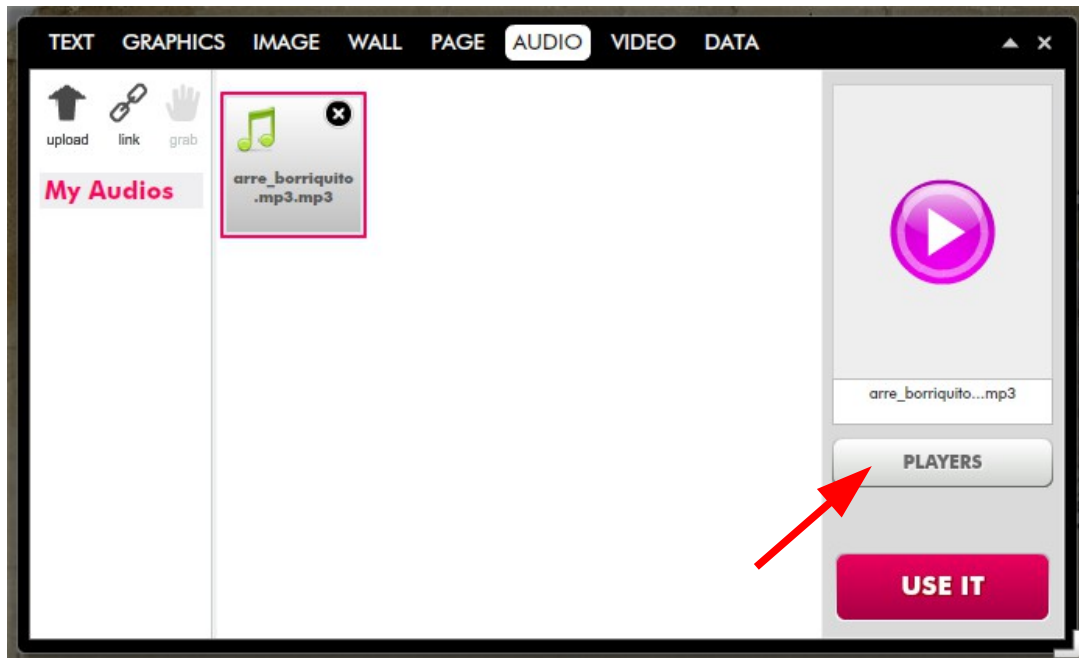 TEXT GRAPHICS IMAGE WALL PAGE AUDIO VIDEO DATA
upload link grab
My Audios
arre_borriquito
.mp3.mp3
arre_borriquito...mp3
PLAYERS
USE IT